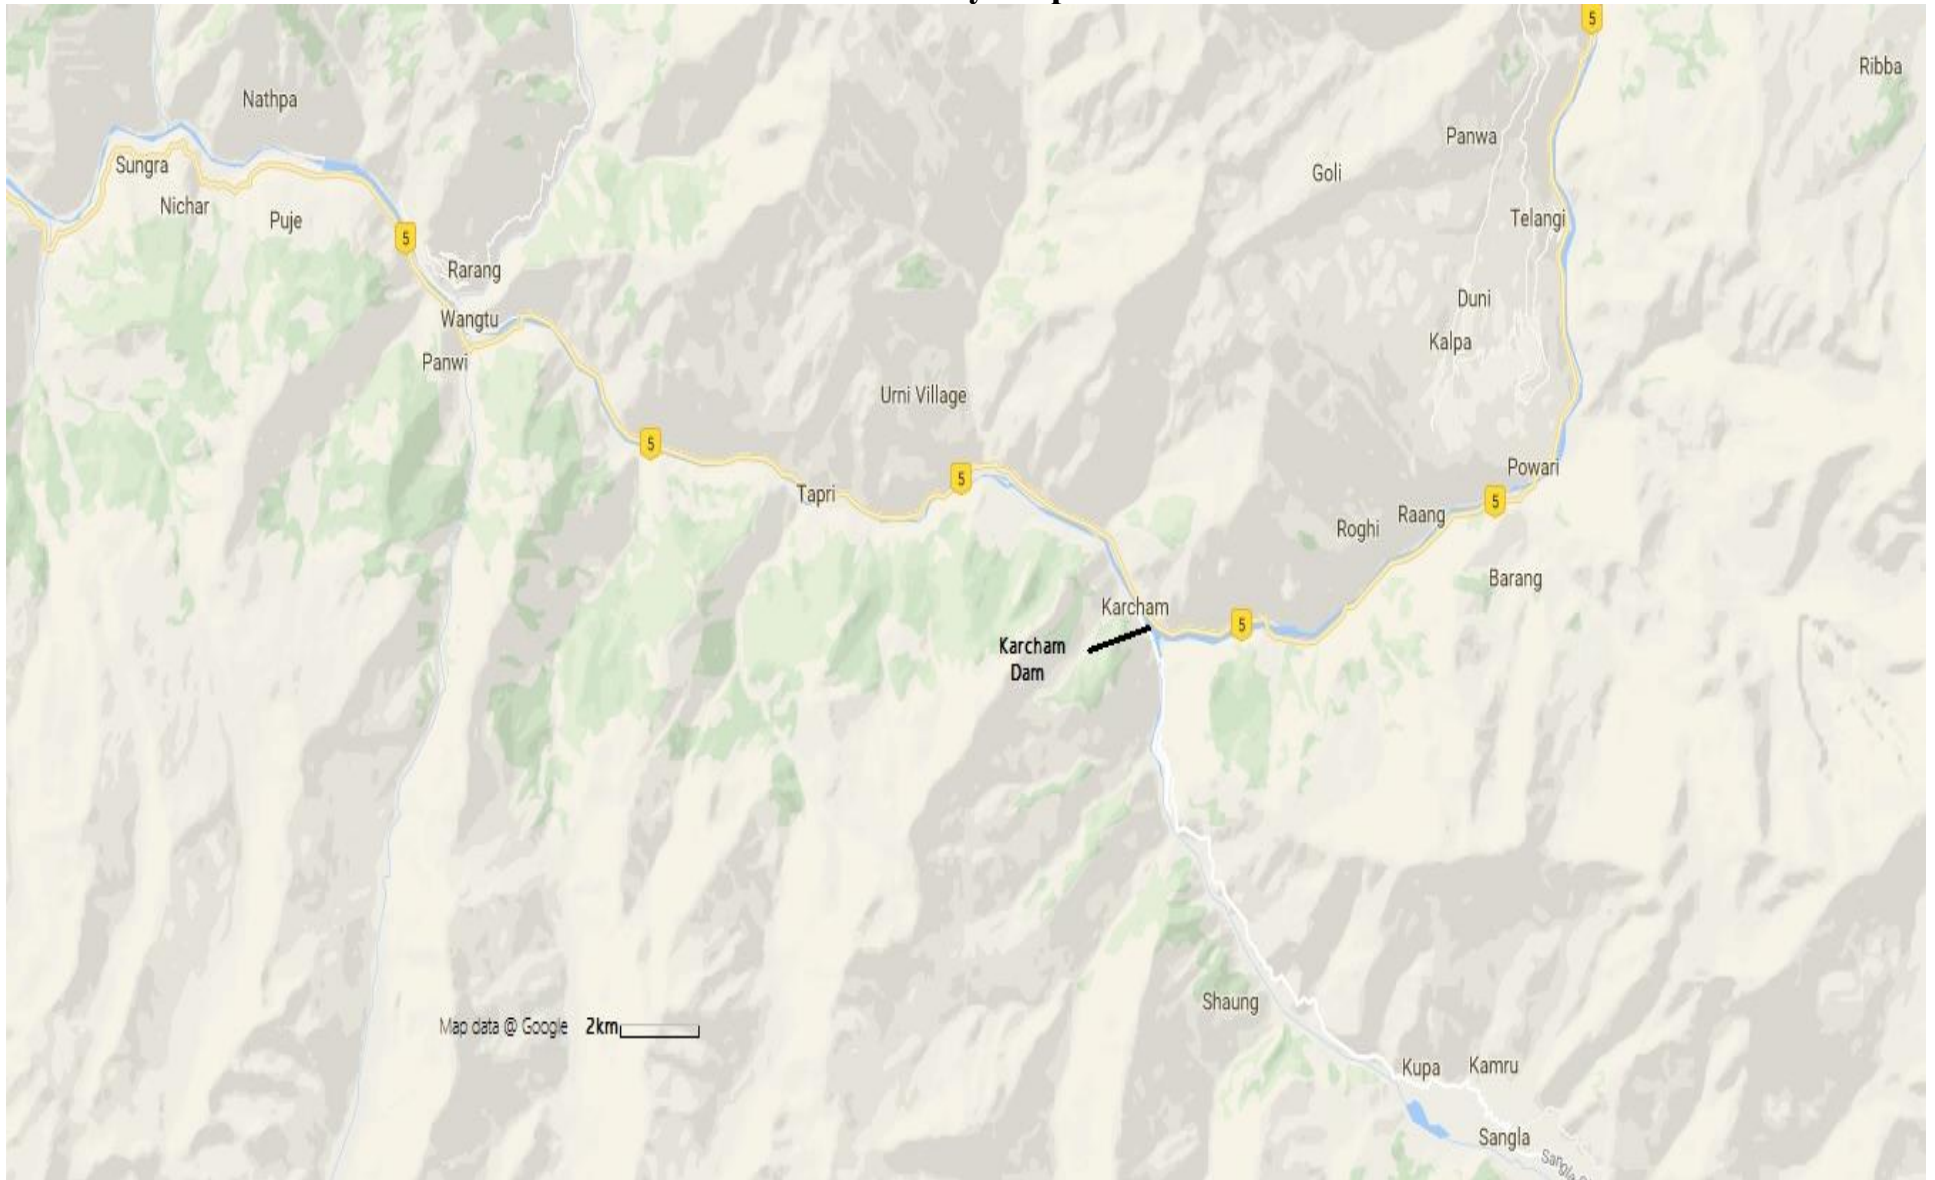 5
Ribba
Nathpa
Panwa
Sungra
Goli
Nichar
Puje
Telangi
5
Rarang
Duni
Wangtu
Kalpa
Panwi
Urni Village
5
Powari
5
Tapri
5
Raang
Roghi
Barang
Karcham
5
Karcham
Dam
Shaung
Map data @ Google 2km
Kupa
Kamru
Sangla
Sangla